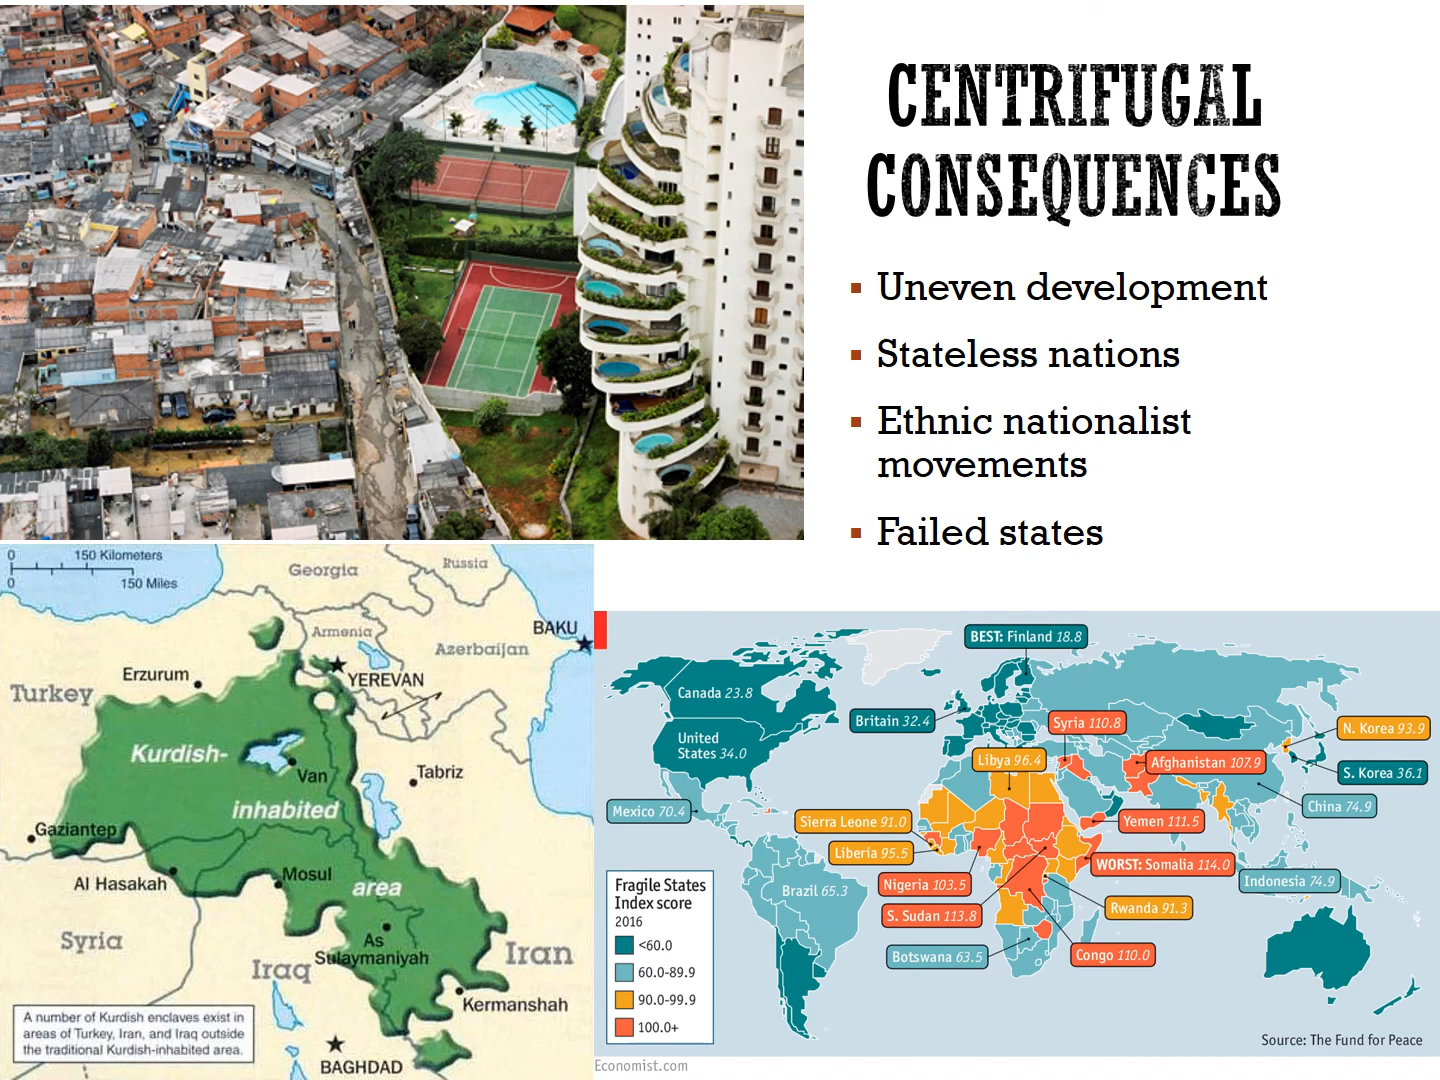 CENTRIFUGAL
CONSEQUENCES
▪ Uneven development
▪ Stateless nations
▪ Ethnic nationalist
movements
▪ Failed states
0 150 Kilometers
0 150 Miles
Georgia
Russia
Armenia
BAKU
Azerbaijan
Erzurum
YEREVAN
Turkey
Kurdish-
Van
Tabriz
inhabited
Gaziantep
Al Hasakah
Mosul
area
Syria
As
Sulaymaniyah
Iraq
Iran
Kermanshah
A number of Kurdish enclaves exist in
areas of Turkey, Iran, and Iraq outside
the traditional Kurdish-inhabited area.
BAGHDAD
BEST: Finland 18.8
Canada 23.8
Britain 32.4
Syria 110.8
N. Korea 93.9
United
States 34.0
Libya 96.4
Afghanistan 107.9
S. Korea 36.1
Mexico 70.4
China 74.9
Sierra Leone 91.0
Yemen 111.5
Liberia 95.5
WORST: Somalia 114.0
Brazil 65.3
Nigeria 103.5
Indonesia 74.9
S. Sudan 113.8
Rwanda 91.3
Botswana 63.5
Congo 110.0
Fragile States
Index score
2016
<60.0
60.0-89.9
90.0-99.9
100.0+
Source: The Fund for Peace
Economist.com